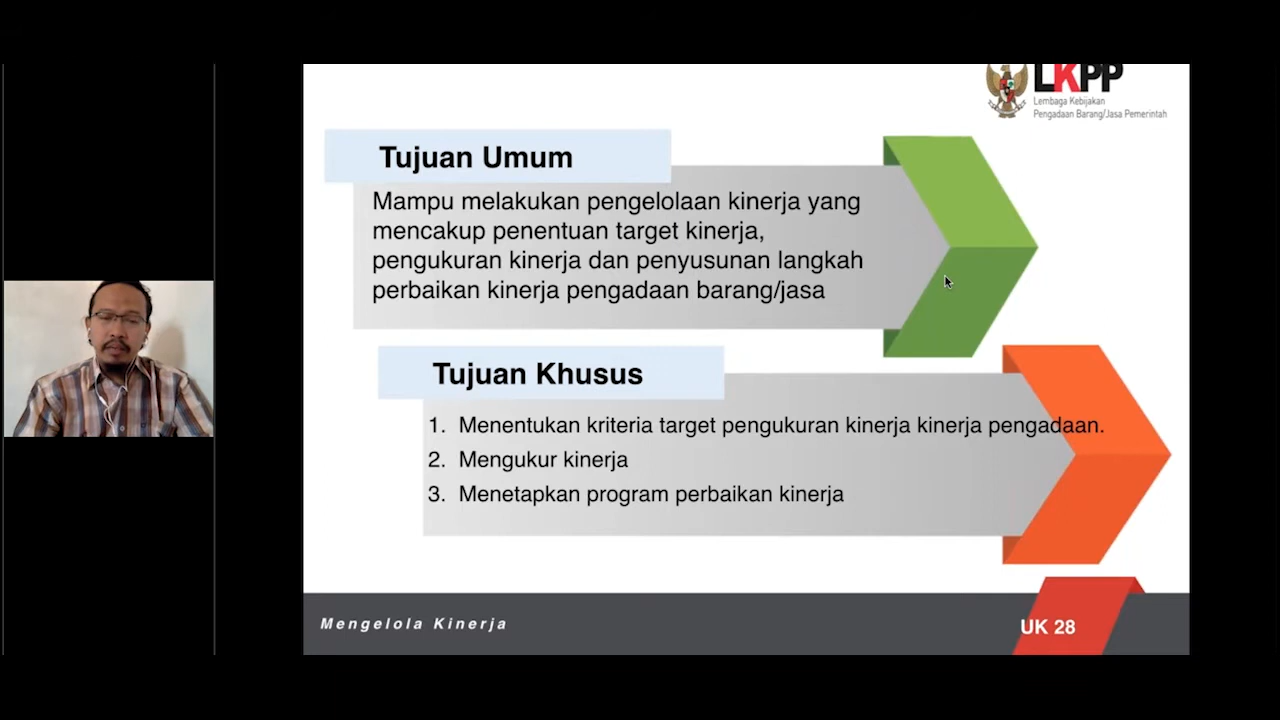 LKPP
Lembaga Kebijakan
Pengadaan Barang/Jasa Pemerintah
Tujuan Umum
Mampu melakukan pengelolaan kinerja yang
mencakup penentuan target kinerja,
pengukuran kinerja dan penyusunan langkah
perbaikan kinerja pengadaan barang/jasa
Tujuan Khusus
1. Menentukan kriteria target pengukuran kinerja kinerja pengadaan.
2. Mengukur kinerja
3. Menetapkan program perbaikan kinerja
Mengelola Kinerja
UK 28